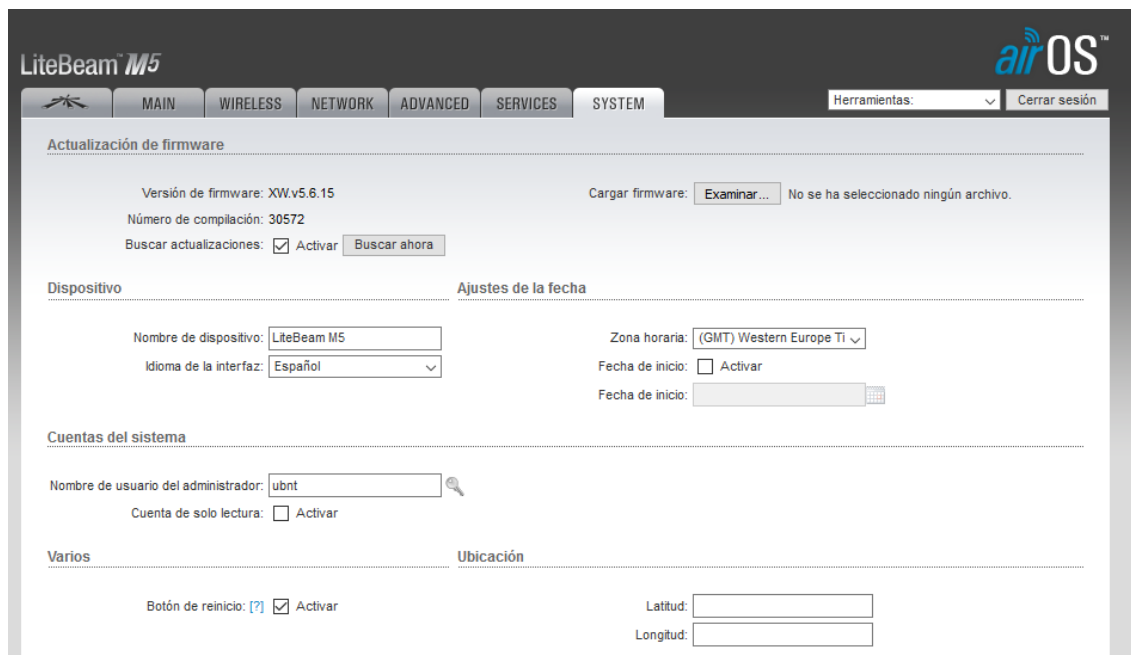 LiteBeam™ M5
airOS™
MAIN WIRELESS NETWORK ADVANCED SERVICES SYSTEM Herramientas: Cerrar sesión
Actualización de firmware
Versión de firmware: XW.v5.6.15 Cargar firmware: Examinar... No se ha seleccionado ningún archivo.
Número de compilación: 30572
Buscar actualizaciones: Activar Buscar ahora
Dispositivo Ajustes de la fecha
Nombre de dispositivo: LiteBeam M5 Zona horaria: (GMT) Western Europe Ti
Idioma de la interfaz: Español Fecha de inicio: Activar
Fecha de inicio:
Cuentas del sistema
Nombre de usuario del administrador: ubnt
Cuenta de solo lectura: Activar
Varios Ubicación
Botón de reinicio: [?] Activar Latitud:
Longitud: